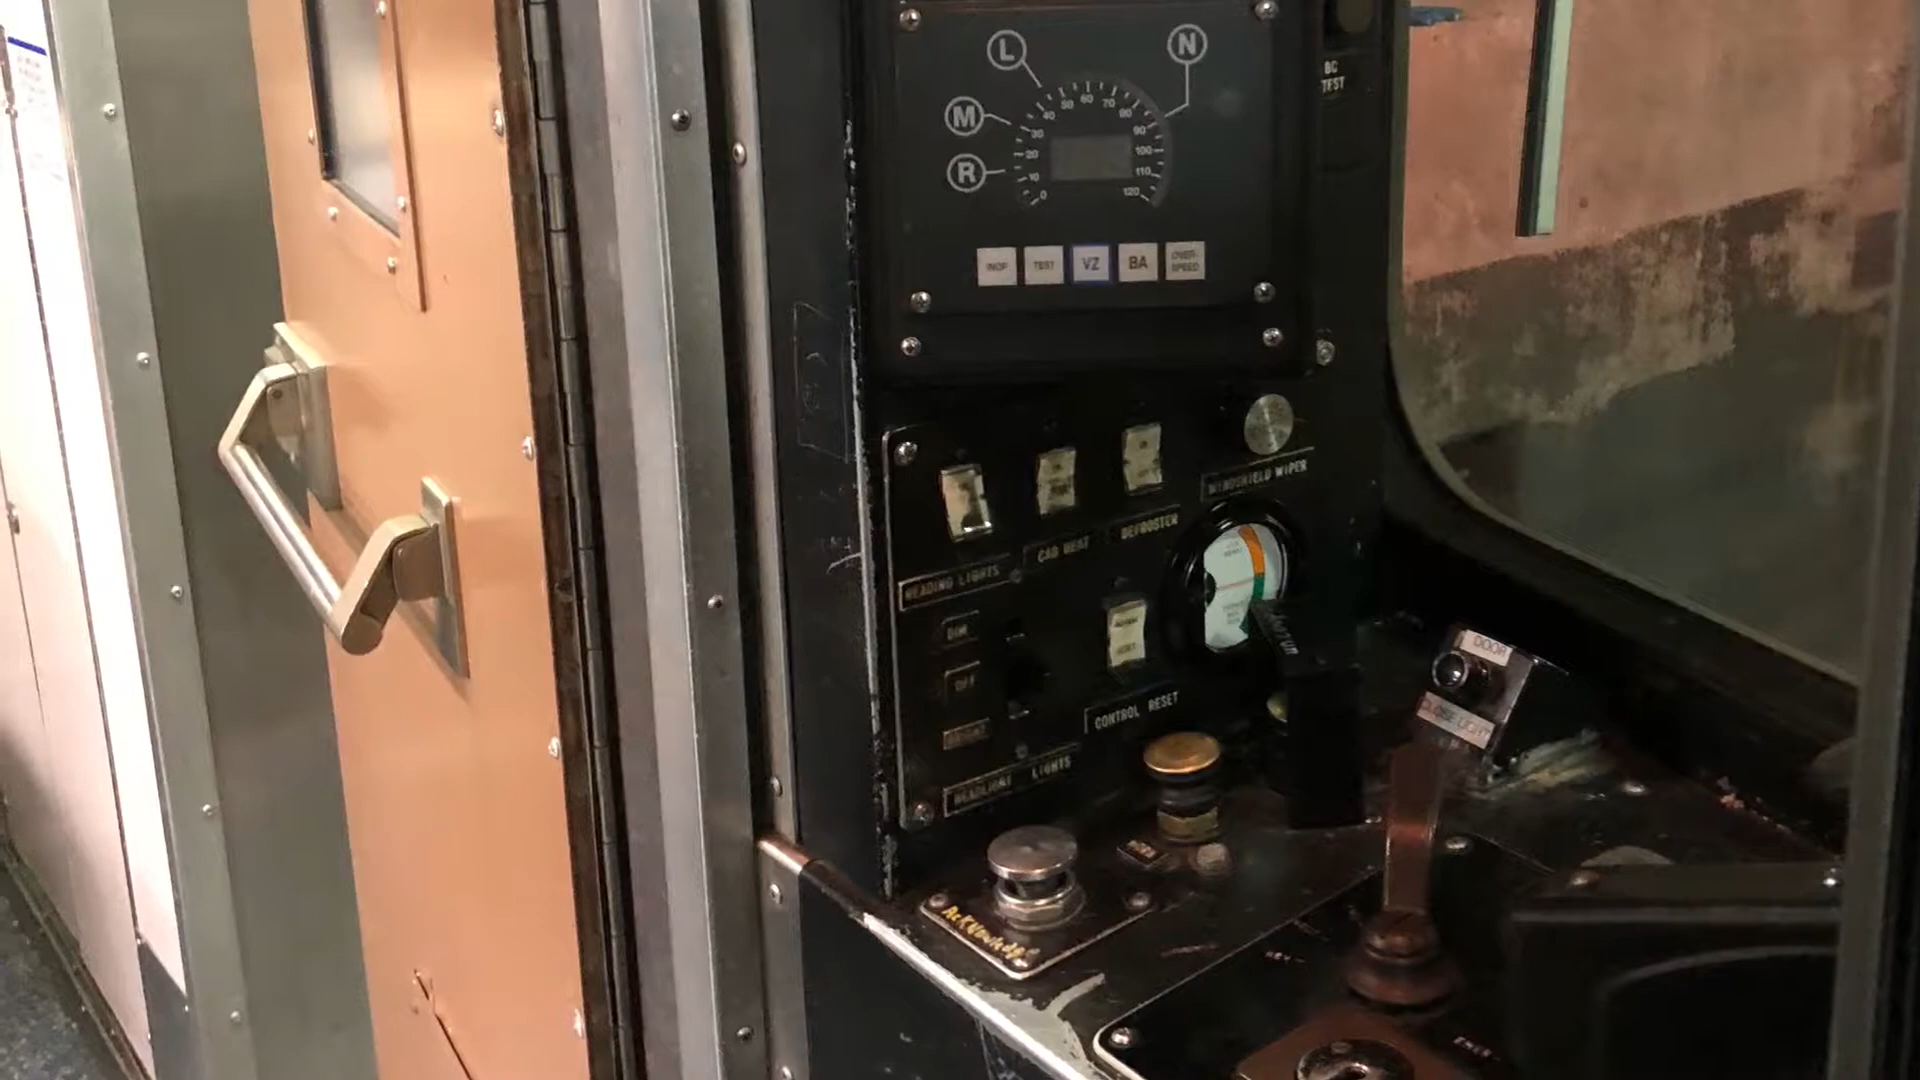 L
N
M
R
0
10
20
30
40
50
60
70
80
90
100
110
120
INOP
TEST
VZ
BA
OVER-
SPEED
BC
TEST
WINDSHIELD WIPER
DEFROSTER
CAB HEAT
READING LIGHTS
DIM
OFF
BRIGHT
HEADLIGHT LIGHTS
CONTROL RESET
DOOR
CLOSE LIGHT
AcKNowledge
REV